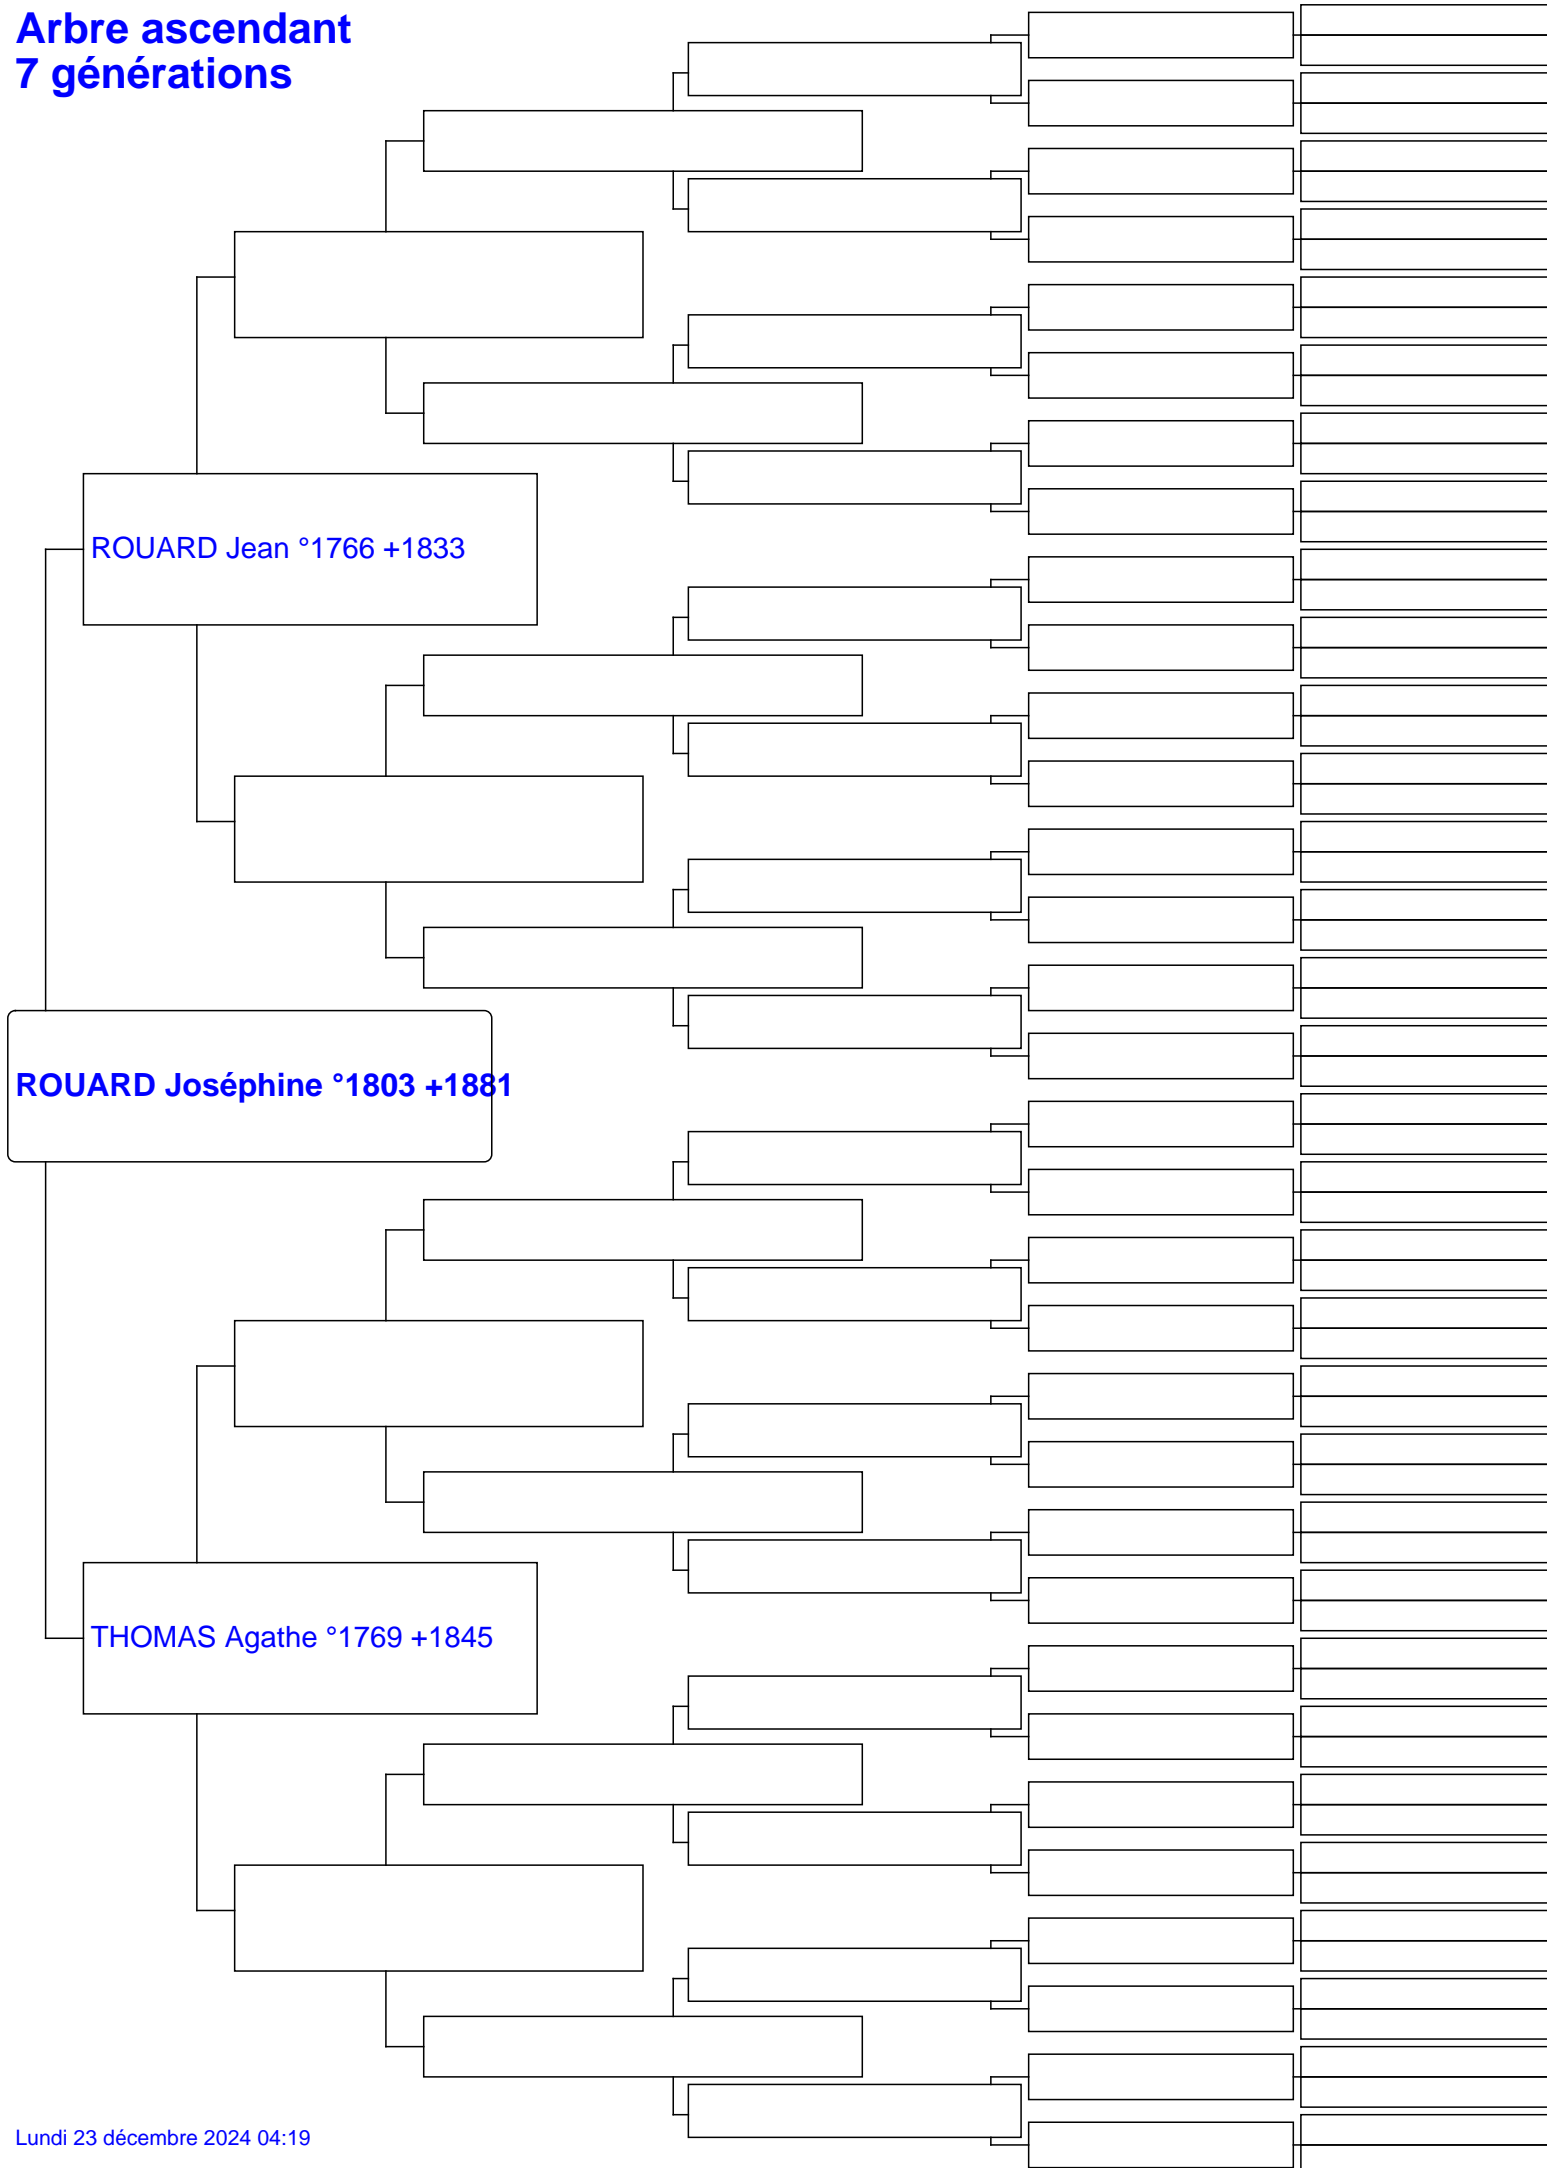 Arbre ascendant
7 générations
ROUARD Jean °1766 +1833
ROUARD Joséphine °1803 +1881
THOMAS Agathe °1769 +1845
Lundi 23 décembre 2024 04:19